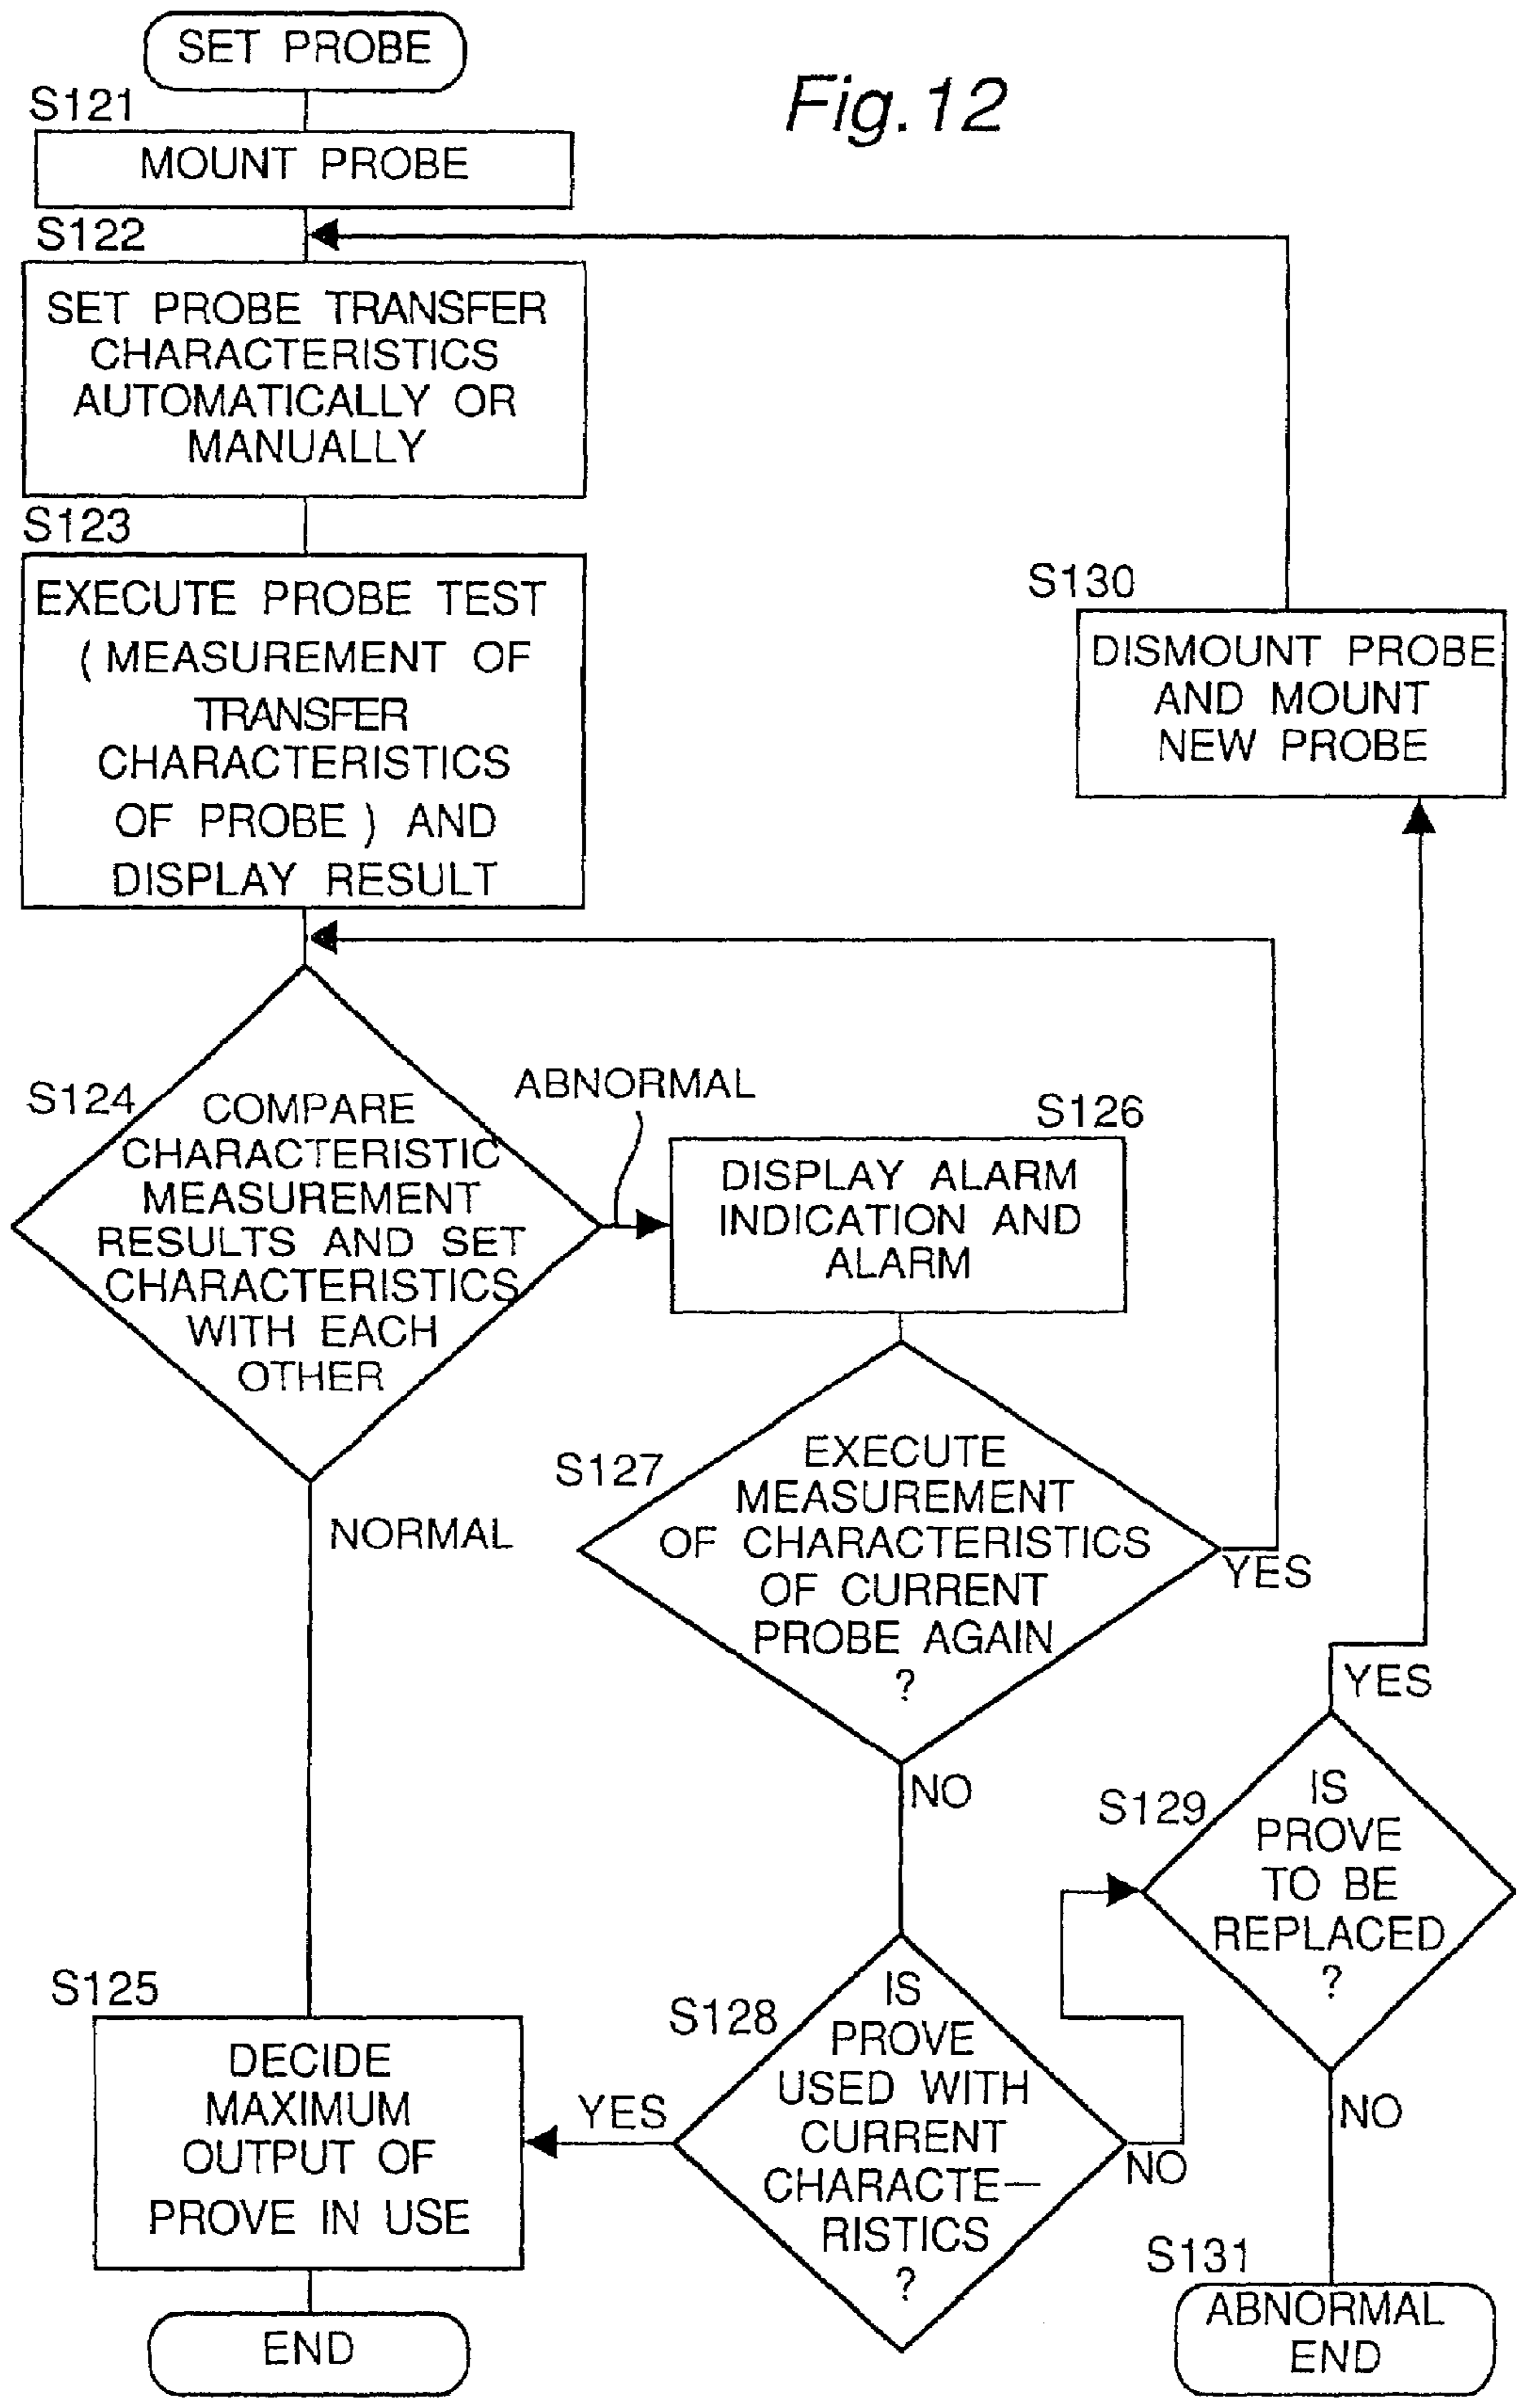 SET PROBE
Fig.12
S121
MOUNT PROBE
S122
SET PROBE TRANSFER
CHARACTERISTICS
AUTOMATICALLY OR
MANUALLY
S123
EXECUTE PROBE TEST
(MEASUREMENT OF
TRANSFER
CHARACTERISTICS
OF PROBE) AND
DISPLAY RESULT
S130
DISMOUNT PROBE
AND MOUNT
NEW PROBE
S124
COMPARE
CHARACTERISTIC
MEASUREMENT
RESULTS AND SET
CHARACTERISTICS
WITH EACH
OTHER
ABNORMAL
S126
DISPLAY ALARM
INDICATION AND
ALARM
NORMAL
S127
EXECUTE
MEASUREMENT
OF CHARACTERISTICS
OF CURRENT
PROBE AGAIN
?
YES
NO
YES
S129
IS
PROVE
TO BE
REPLACED
?
NO
S125
DECIDE
MAXIMUM
OUTPUT OF
PROVE IN USE
YES
S128
IS
PROVE
USED WITH
CURRENT
CHARACTE—
RISTICS
?
NO
END
S131
ABNORMAL
END